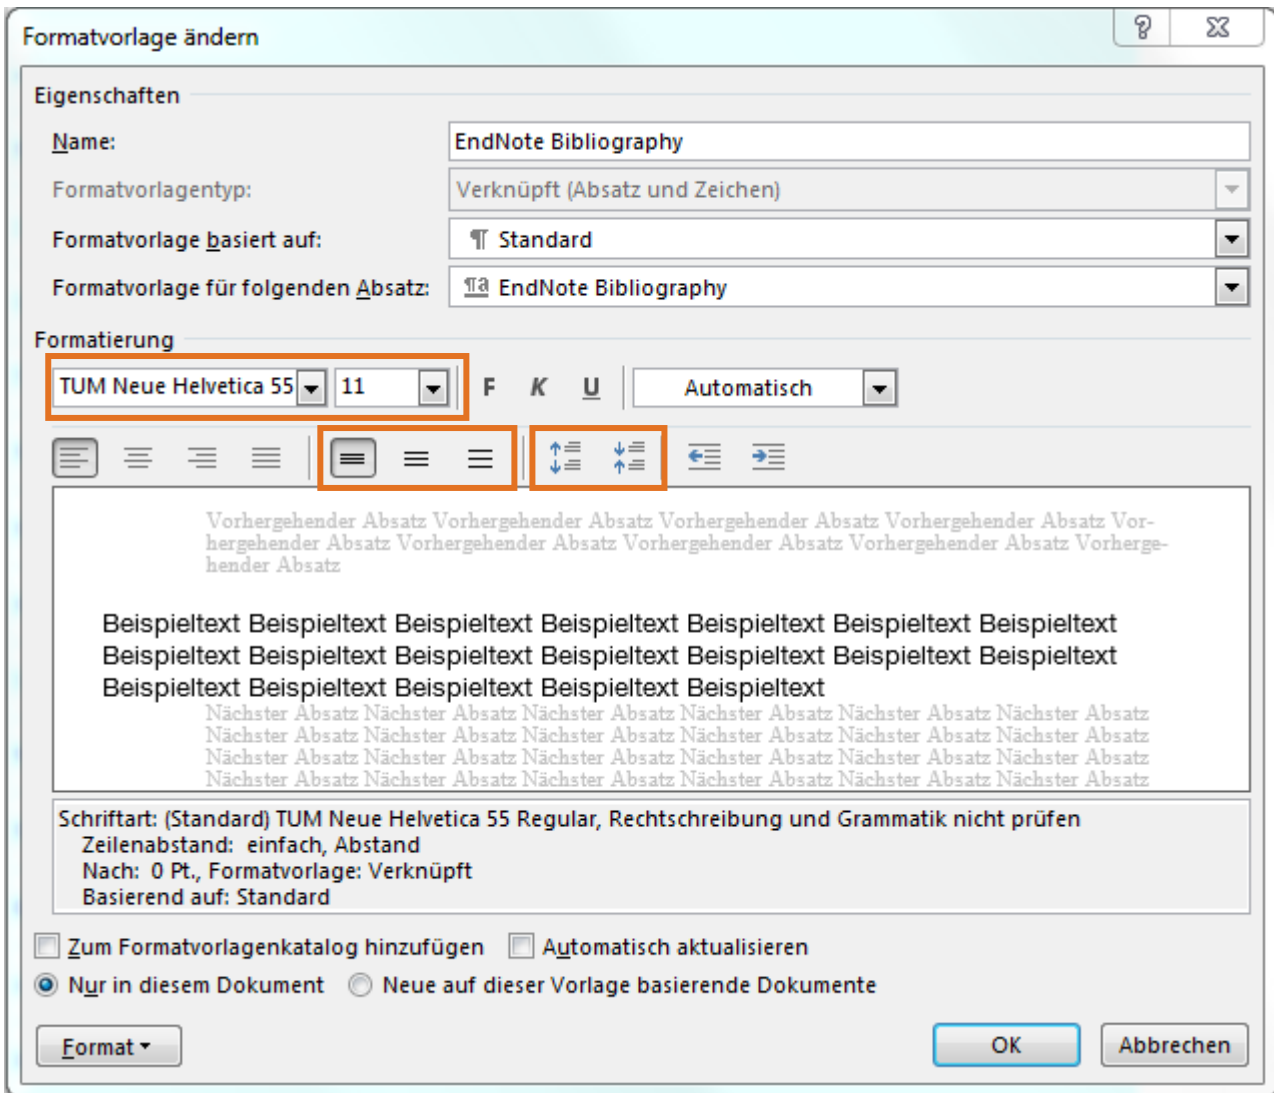 Formatvorlage ändern
Eigenschaften
Name: EndNote Bibliography
Formatvorlagentyp: Verknüpft (Absatz und Zeichen)
Formatvorlage basiert auf: ¶ Standard
Formatvorlage für folgenden Absatz: ¶a EndNote Bibliography
Formatierung
TUM Neue Helvetica 55 11 F K U Automatisch
Vorhergehender Absatz Vorhergehender Absatz Vorhergehender Absatz Vorhergehender Absatz Vor-
hergehender Absatz Vorhergehender Absatz Vorhergehender Absatz Vorhergehender Absatz Vorherge-
hender Absatz
Beispieltext Beispieltext Beispieltext Beispieltext Beispieltext Beispieltext Beispieltext
Beispieltext Beispieltext Beispieltext Beispieltext Beispieltext Beispieltext Beispieltext
Beispieltext Beispieltext Beispieltext Beispieltext Beispieltext
Nächster Absatz Nächster Absatz Nächster Absatz Nächster Absatz Nächster Absatz Nächster Absatz
Nächster Absatz Nächster Absatz Nächster Absatz Nächster Absatz Nächster Absatz Nächster Absatz
Nächster Absatz Nächster Absatz Nächster Absatz Nächster Absatz Nächster Absatz Nächster Absatz
Nächster Absatz Nächster Absatz Nächster Absatz Nächster Absatz Nächster Absatz Nächster Absatz
Schriftart: (Standard) TUM Neue Helvetica 55 Regular, Rechtschreibung und Grammatik nicht prüfen
Zeilenabstand: einfach, Abstand
Nach: 0 Pt., Formatvorlage: Verknüpft
Basierend auf: Standard
Zum Formatvorlagenkatalog hinzufügen Automatisch aktualisieren
Nur in diesem Dokument Neue auf dieser Vorlage basierende Dokumente
Format OK Abbrechen